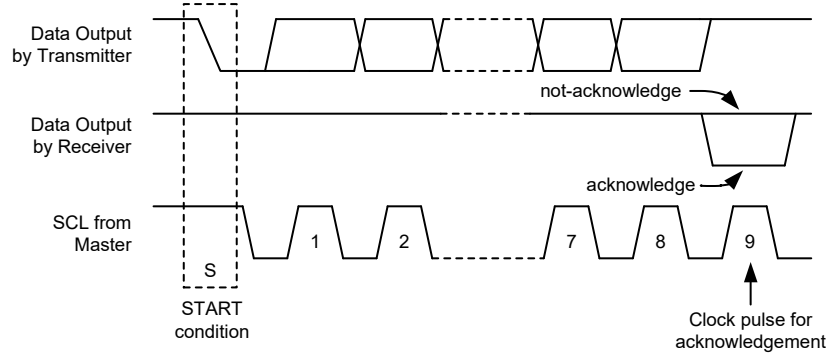 Data Output
by Transmitter
not-acknowledge
Data Output
by Receiver
acknowledge
SCL from
Master
1
2
7
8
9
S
START
condition
Clock pulse for
acknowledgement